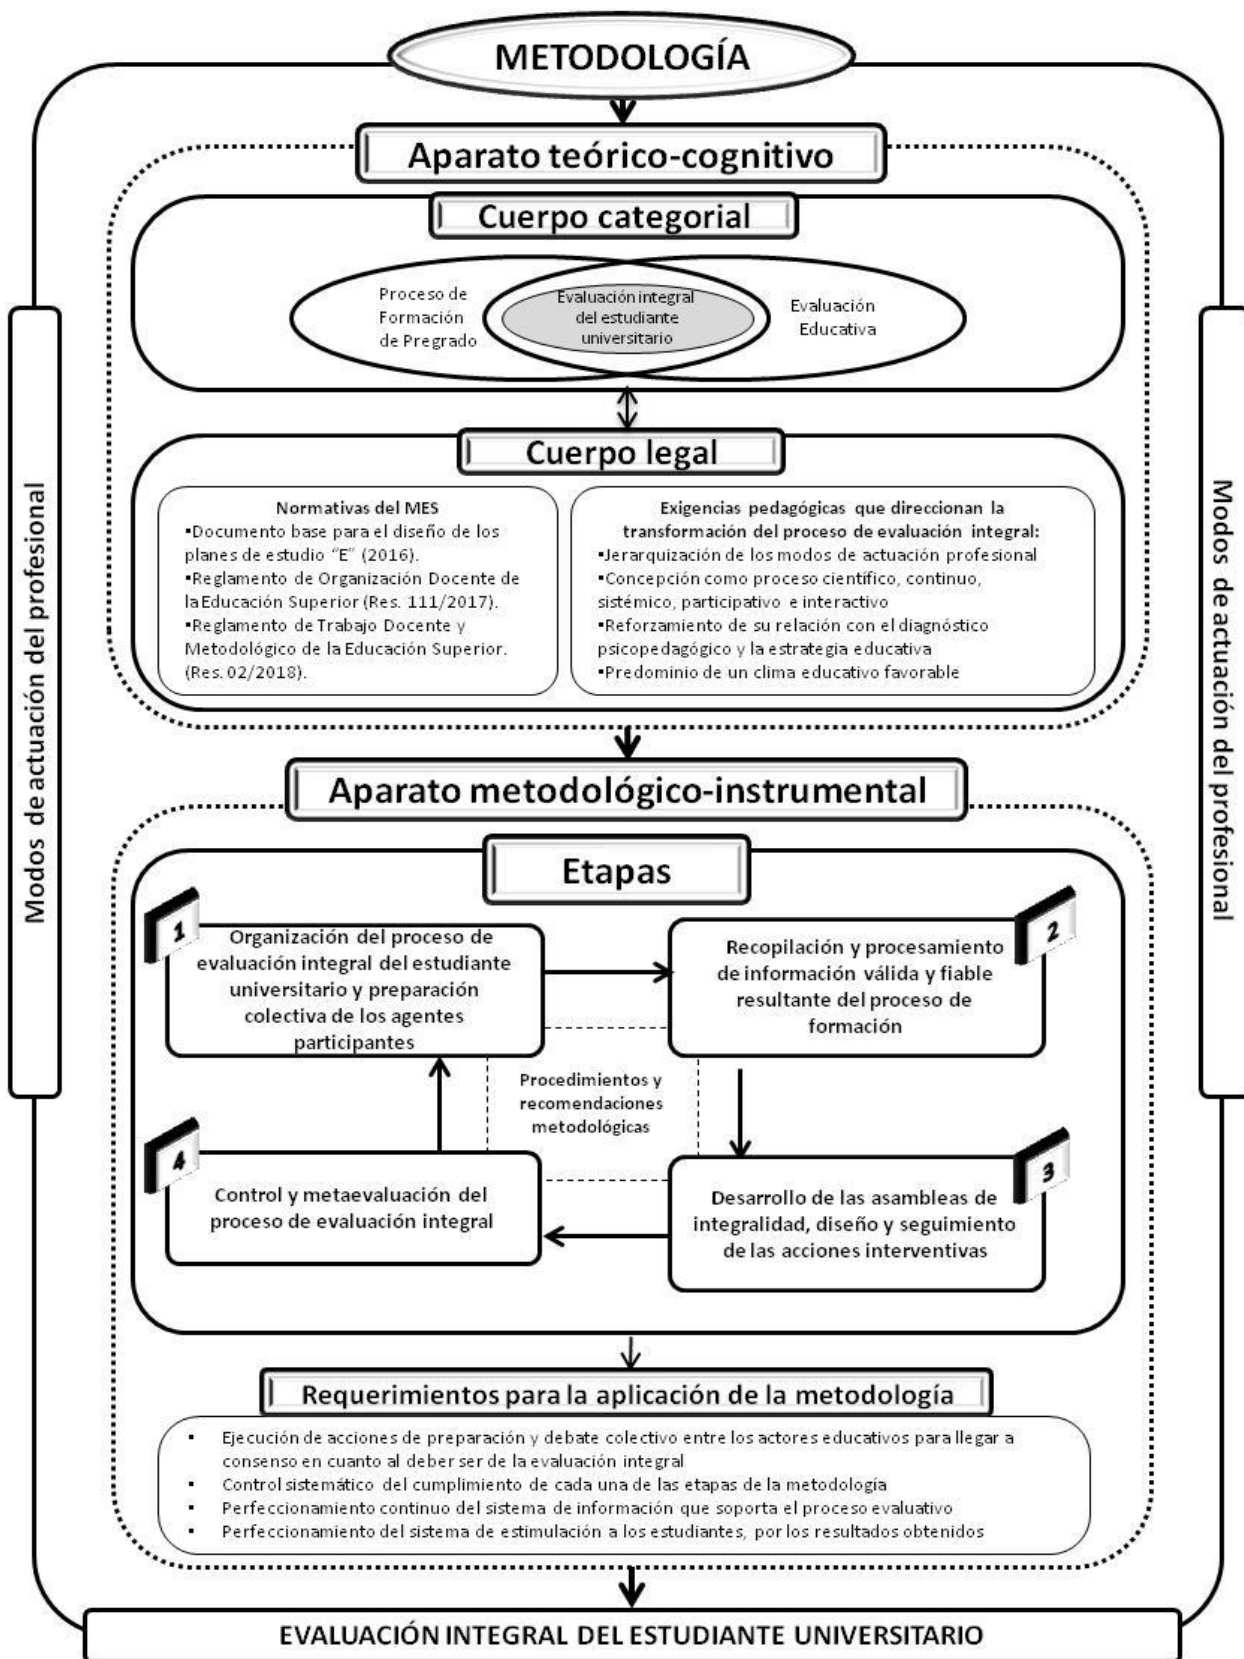 METODOLOGÍA
Aparato teórico-cognitivo
Cuerpo categorial
Proceso de
Formación
de Pregrado
Evaluación integral
del estudiante
universitario
Evaluación
Educativa
Cuerpo legal
Normativas del MES
▪Documento base para el diseño de los
planes de estudio “E” (2016).
▪Reglamento de Organización Docente de
la Educación Superior (Res. 111/2017).
▪Reglamento de Trabajo Docente y
Metodológico de la Educación Superior.
(Res. 02/2018).
Exigencias pedagógicas que direccionan la
transformación del proceso de evaluación integral:
▪Jerarquización de los modos de actuación profesional
▪Concepción como proceso científico, continuo,
sistémico, participativo e interactivo
▪Reforzamiento de su relación con el diagnóstico
psicopedagógico y la estrategia educativa
▪Predominio de un clima educativo favorable
Modos de actuación del profesional
Modos de actuación del profesional
Aparato metodológico-instrumental
Etapas
1
Organización del proceso de
evaluación integral del estudiante
universitario y preparación
colectiva de los agentes
participantes
2
Recopilación y procesamiento
de información válida y fiable
resultante del proceso de
formación
Procedimientos y
recomendaciones
metodológicas
4
Control y metaevaluación del
proceso de evaluación integral
3
Desarrollo de las asambleas de
integralidad, diseño y seguimiento
de las acciones interventivas
Requerimientos para la aplicación de la metodología
▪ Ejecución de acciones de preparación y debate colectivo entre los actores educativos para llegar a
consenso en cuanto al deber ser de la evaluación integral
▪ Control sistemático del cumplimiento de cada una de las etapas de la metodología
▪ Perfeccionamiento continuo del sistema de información que soporta el proceso evaluativo
▪ Perfeccionamiento del sistema de estimulación a los estudiantes, por los resultados obtenidos
EVALUACIÓN INTEGRAL DEL ESTUDIANTE UNIVERSITARIO